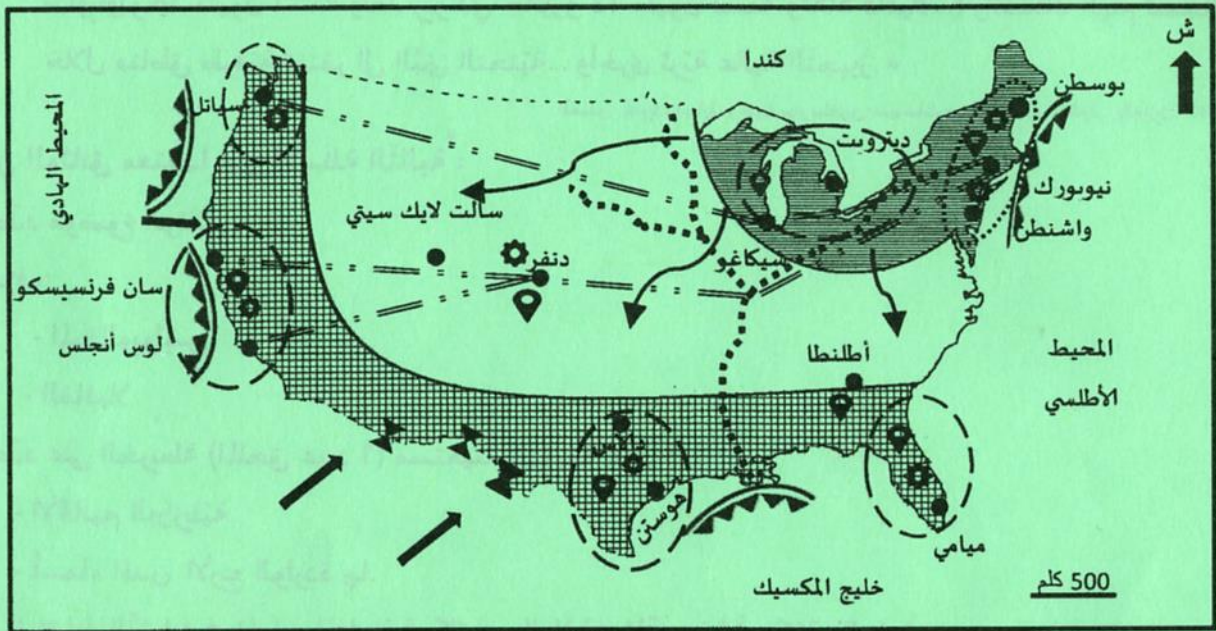 ش
كندا
بوسطن
المحيط الهادي
سياتل
ديترويت
نيويورك
سالت لايك سيتي
واشنطن
دنفر
شيكاغو
سان فرنسيسكو
المحيط
الأطلسي
لوس أنجلس
أطلنطا
دالاس
هوستن
ميامي
خليج المكسيك
500 كلم